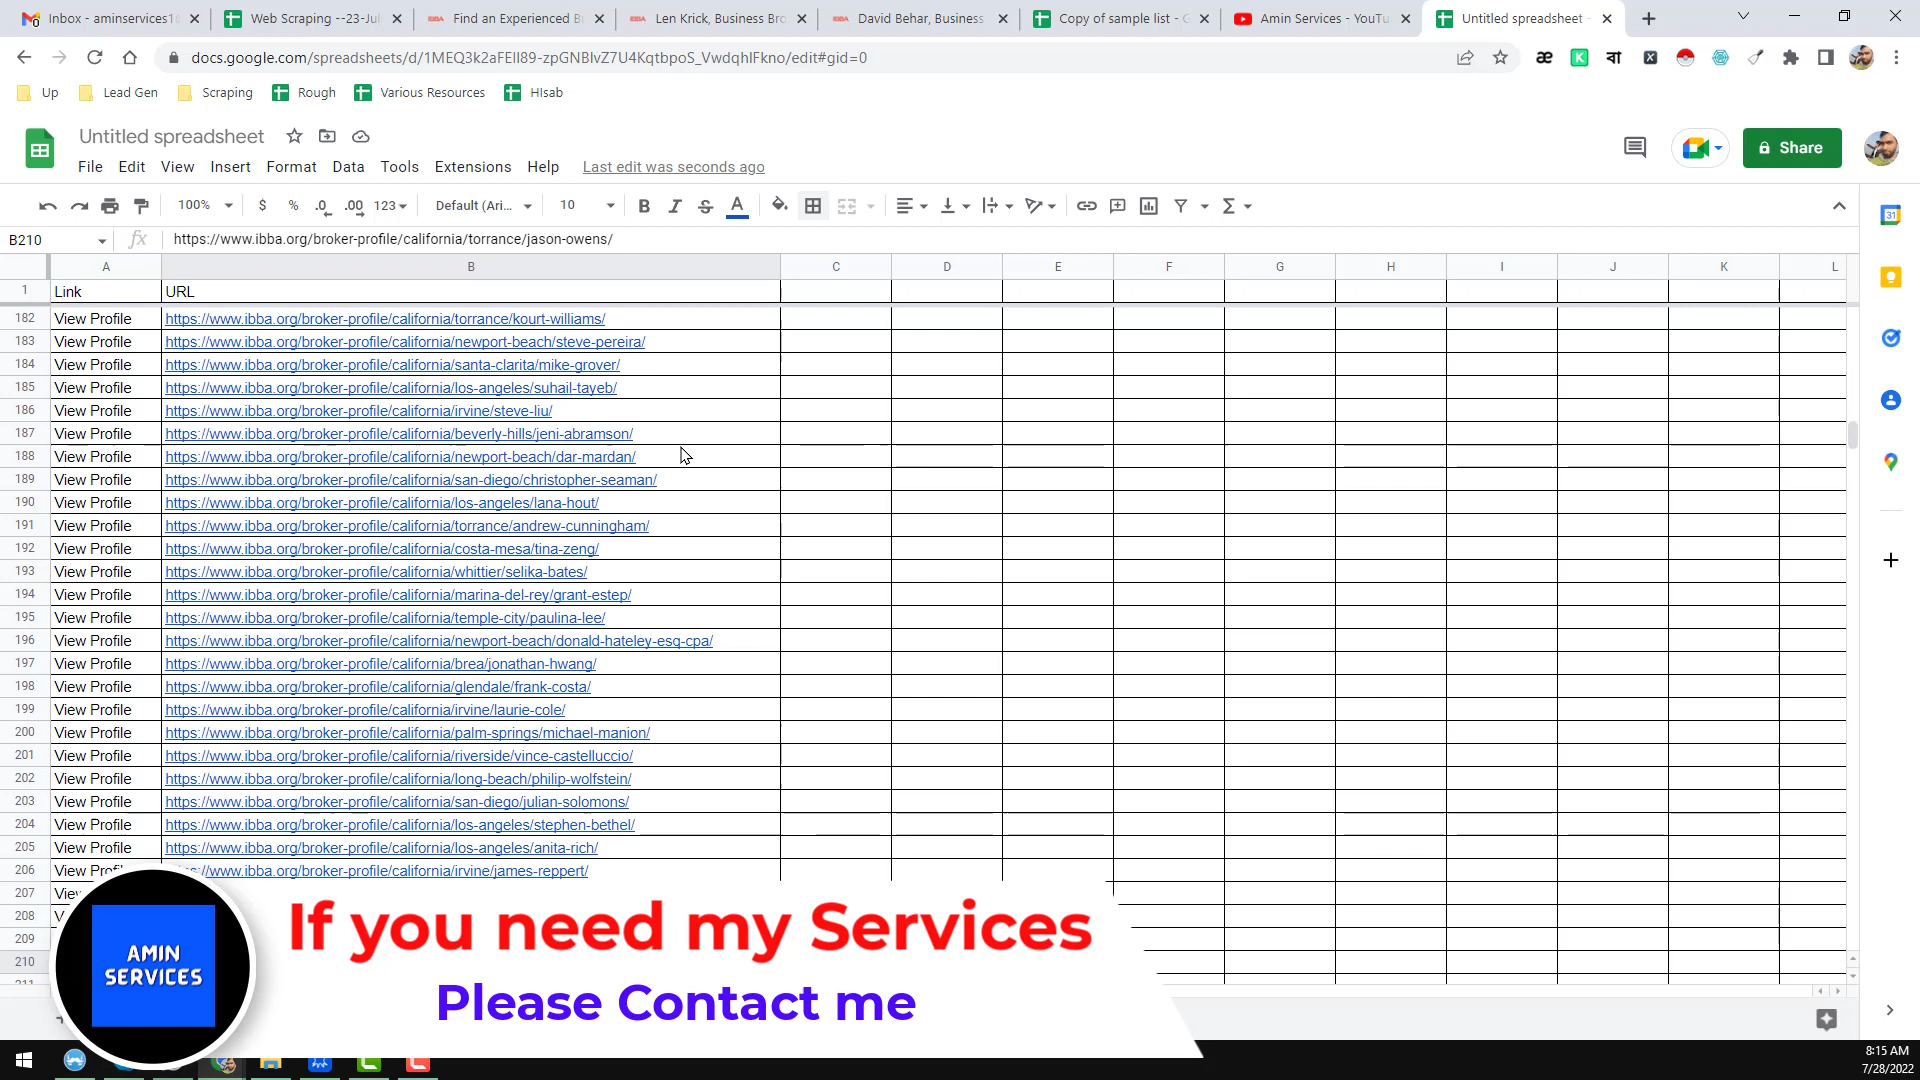 Inbox - aminservices1
Web Scraping --23-Jul
Find an Experienced B
Len Krick, Business Bro
David Behar, Business
Copy of sample list - G
Amin Services - YouTu
Untitled spreadsheet -
docs.google.com/spreadsheets/d/1MEQ3k2aFEIl89-zpGNBlvZ7U4KqtbpoS_VwdqhlFkno/edit#gid=0
Up
Lead Gen
Scraping
Rough
Various Resources
HIsab
Untitled spreadsheet
File Edit View Insert Format Data Tools Extensions Help Last edit was seconds ago
Share
100% $ % .0 .00 123 Default (Ari... 10 B I S A
B210
fx
https://www.ibba.org/broker-profile/california/torrance/jason-owens/
A B C D E F G H I J K L
1 Link URL
182 View Profile https://www.ibba.org/broker-profile/california/torrance/kourt-williams/
183 View Profile https://www.ibba.org/broker-profile/california/newport-beach/steve-pereira/
184 View Profile https://www.ibba.org/broker-profile/california/santa-clarita/mike-grover/
185 View Profile https://www.ibba.org/broker-profile/california/los-angeles/suhail-tayeb/
186 View Profile https://www.ibba.org/broker-profile/california/irvine/steve-liu/
187 View Profile https://www.ibba.org/broker-profile/california/beverly-hills/jeni-abramson/
188 View Profile https://www.ibba.org/broker-profile/california/newport-beach/dar-mardan/
189 View Profile https://www.ibba.org/broker-profile/california/san-diego/christopher-seaman/
190 View Profile https://www.ibba.org/broker-profile/california/los-angeles/lana-hout/
191 View Profile https://www.ibba.org/broker-profile/california/torrance/andrew-cunningham/
192 View Profile https://www.ibba.org/broker-profile/california/costa-mesa/tina-zeng/
193 View Profile https://www.ibba.org/broker-profile/california/whittier/selika-bates/
194 View Profile https://www.ibba.org/broker-profile/california/marina-del-rey/grant-estep/
195 View Profile https://www.ibba.org/broker-profile/california/temple-city/paulina-lee/
196 View Profile https://www.ibba.org/broker-profile/california/newport-beach/donald-hateley-esq-cpa/
197 View Profile https://www.ibba.org/broker-profile/california/brea/jonathan-hwang/
198 View Profile https://www.ibba.org/broker-profile/california/glendale/frank-costa/
199 View Profile https://www.ibba.org/broker-profile/california/irvine/laurie-cole/
200 View Profile https://www.ibba.org/broker-profile/california/palm-springs/michael-manion/
201 View Profile https://www.ibba.org/broker-profile/california/riverside/vince-castelluccio/
202 View Profile https://www.ibba.org/broker-profile/california/long-beach/philip-wolfstein/
203 View Profile https://www.ibba.org/broker-profile/california/san-diego/julian-solomons/
204 View Profile https://www.ibba.org/broker-profile/california/los-angeles/stephen-bethel/
205 View Profile https://www.ibba.org/broker-profile/california/los-angeles/anita-rich/
206 View Prof //www.ibba.org/broker-profile/california/irvine/james-reppert/
207 View
208 V
209
210
211
AMIN
SERVICES
If you need my Services
Please Contact me
8:15 AM
7/28/2022